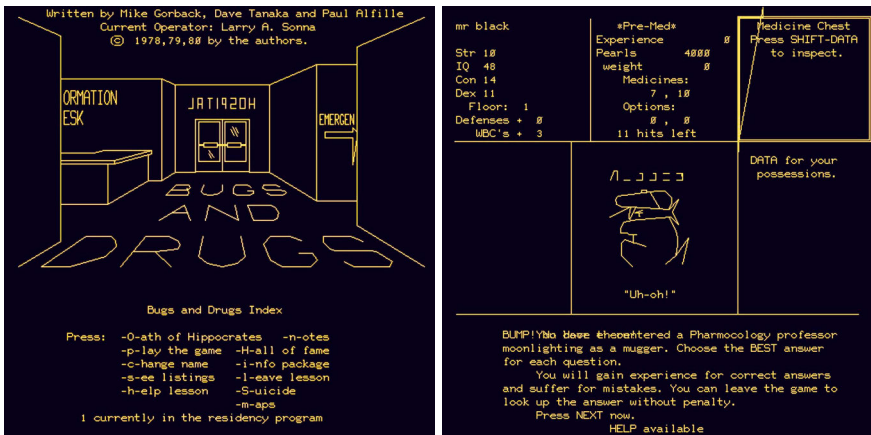 Written by Mike Gorback, Dave Tanaka and Paul Alfille
Current Operator: Larry A. Sonna
© 1978,79,80 by the authors.
ORMATION
ESK
EMERGEN
BUGS
AND
DRUGS
Bugs and Drugs Index
Press: -O-ath of Hippocrates -n-otes
-p-lay the game -H-all of fame
-c-hange name -i-nfo package
-s-ee listings -l-eave lesson
-h-elp lesson -S-uicide
-m-aps
1 currently in the residency program
mr black
Str 10
IQ 48
Con 14
Dex 11
Floor: 1
Defenses + 0
WBC's + 3
*Pre-Med*
Experience 0
Pearls 4000
weight 0
Medicines:
7 , 10
Options:
0 , 0
11 hits left
Medicine Chest
Press SHIFT-DATA
to inspect.
DATA for your
possessions.
"Uh-oh!"
BUMP! You have encountered a Pharmocology professor
moonlighting as a mugger. Choose the BEST answer
for each question.
You will gain experience for correct answers
and suffer for mistakes. You can leave the game to
look up the answer without penalty.
Press NEXT now.
HELP available